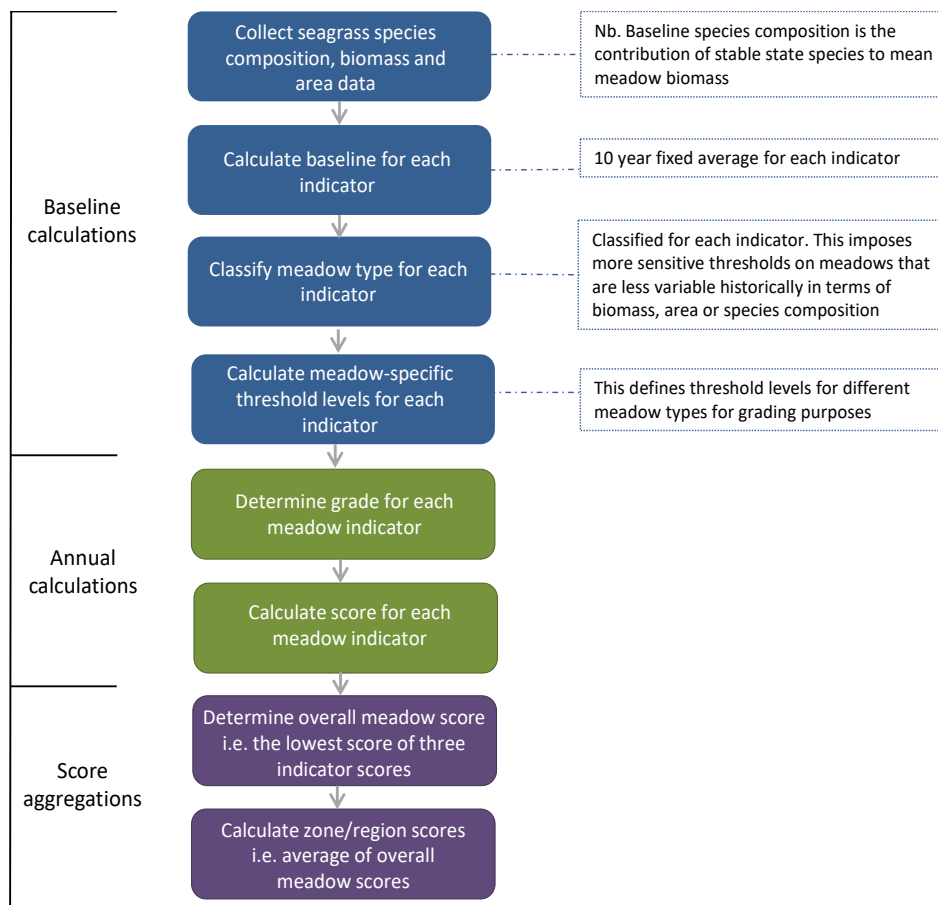 Collect seagrass species
composition, biomass and
area data
Nb. Baseline species composition is the
contribution of stable state species to mean
meadow biomass
Calculate baseline for each
indicator
10 year fixed average for each indicator
Baseline
calculations
Classify meadow type for each
indicator
Classified for each indicator. This imposes
more sensitive thresholds on meadows that
are less variable historically in terms of
biomass, area or species composition
Calculate meadow-specific
threshold levels for each
indicator
This defines threshold levels for different
meadow types for grading purposes
Annual
calculations
Determine grade for each
meadow indicator
Calculate score for each
meadow indicator
Score
aggregations
Determine overall meadow score
i.e. the lowest score of three
indicator scores
Calculate zone/region scores
i.e. average of overall
meadow scores